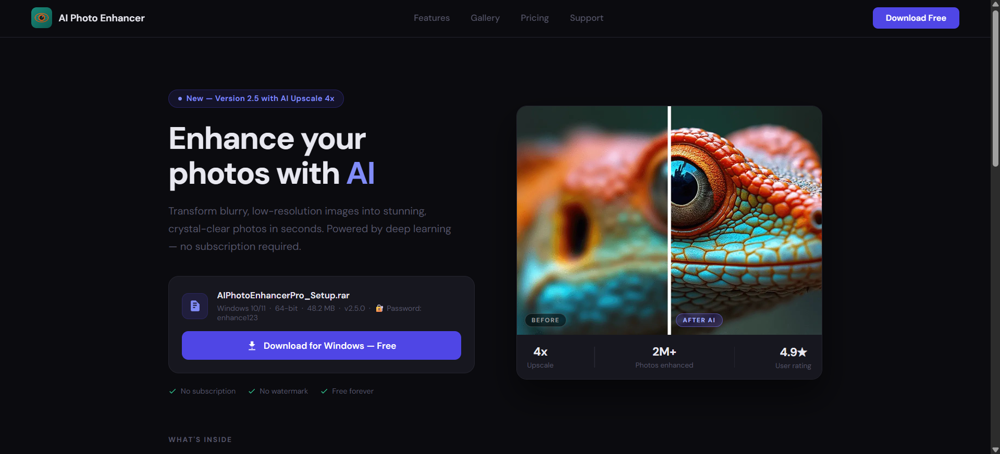 AI Photo Enhancer
Features
Gallery
Pricing
Support
Download Free
New — Version 2.5 with AI Upscale 4x
Enhance your
photos with AI
Transform blurry, low-resolution images into stunning,
crystal-clear photos in seconds. Powered by deep learning
— no subscription required.
AIPhotoEnhancerPro_Setup.rar
Windows 10/11 · 64-bit · 48.2 MB · v2.5.0 · 🔐 Password:
enhance123
Download for Windows — Free
✓ No subscription
✓ No watermark
✓ Free forever
BEFORE
AFTER AI
4x
Upscale
2M+
Photos enhanced
4.9★
User rating
WHAT'S INSIDE